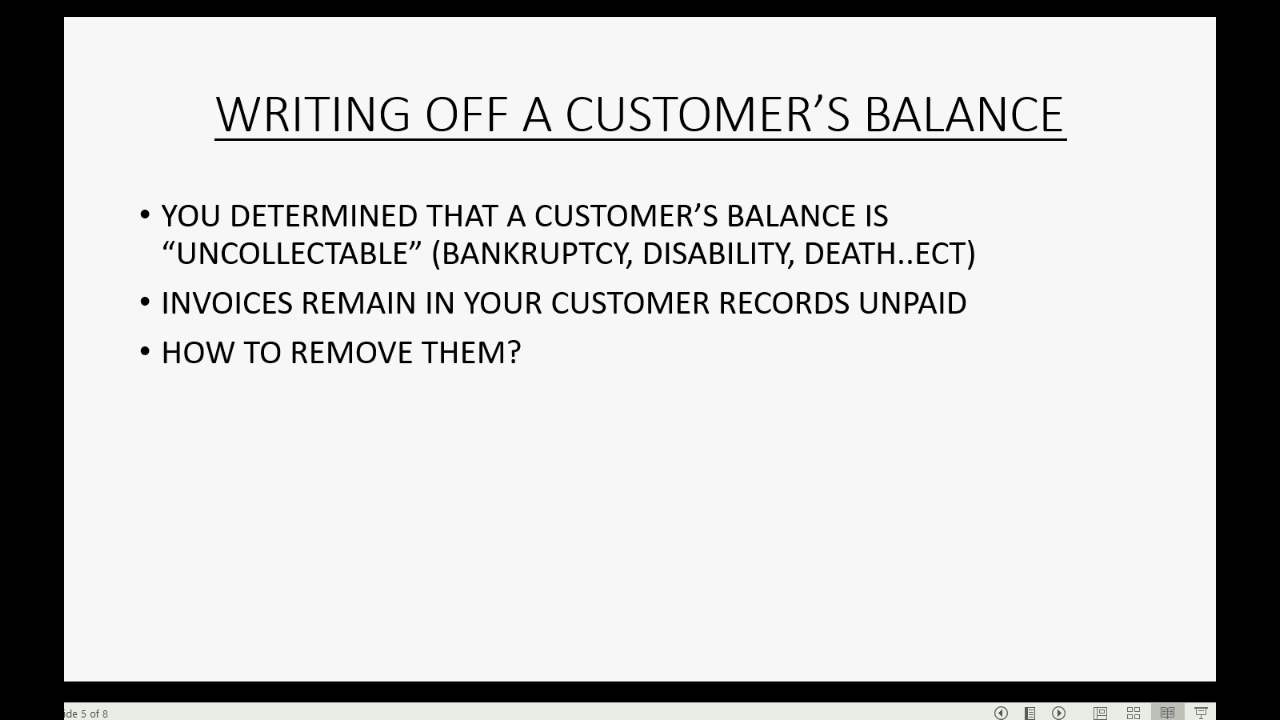 WRITING OFF A CUSTOMER’S BALANCE
• YOU DETERMINED THAT A CUSTOMER’S BALANCE IS
“UNCOLLECTABLE” (BANKRUPTCY, DISABILITY, DEATH..ECT)
• INVOICES REMAIN IN YOUR CUSTOMER RECORDS UNPAID
• HOW TO REMOVE THEM?
ide 5 of 8